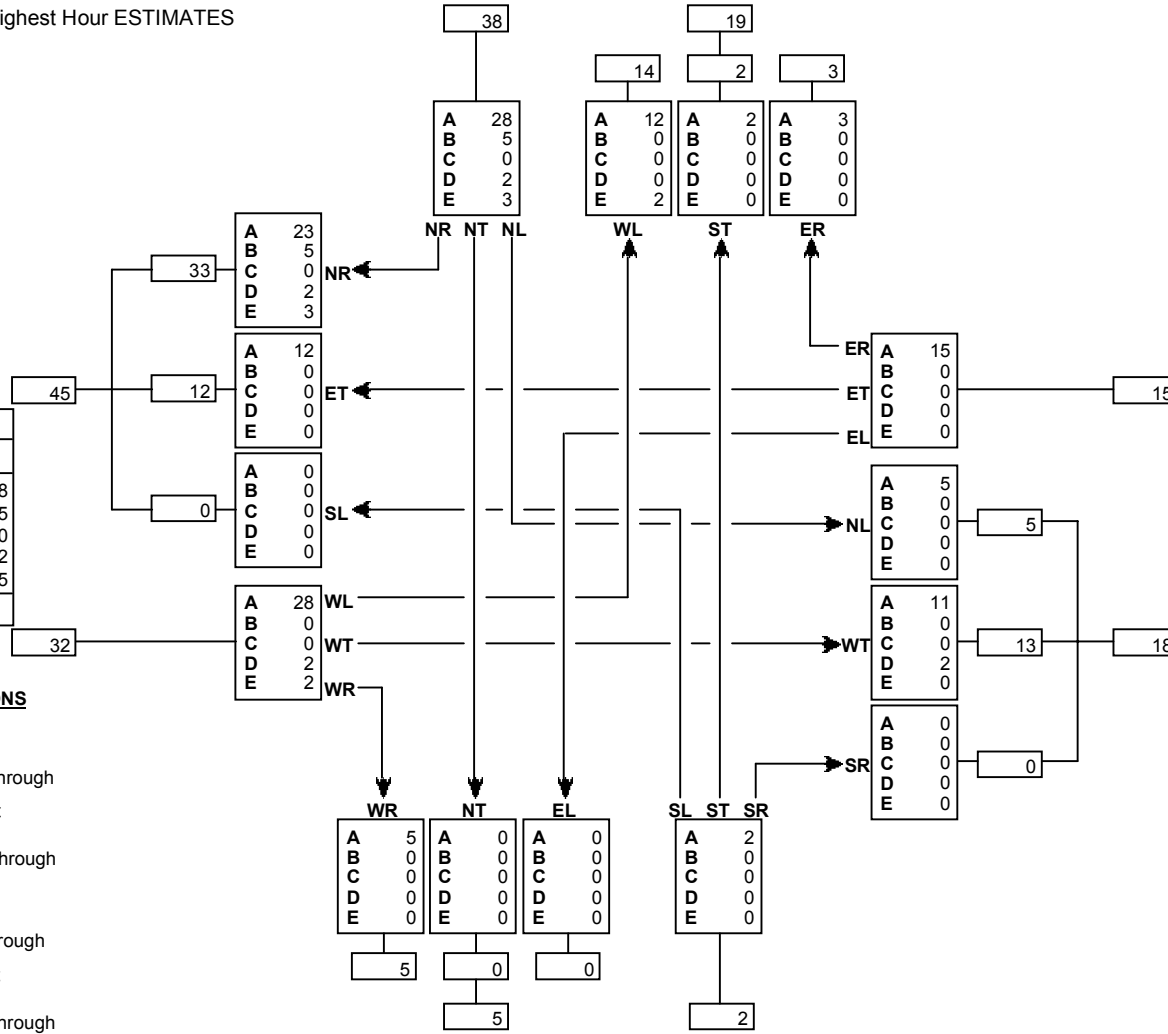 ighest Hour ESTIMATES
38
19
14
2
3
A 28
B 5
C 0
D 2
E 3
A 12
B 0
C 0
D 0
E 2
A 2
B 0
C 0
D 0
E 0
A 3
B 0
C 0
D 0
E 0
NR NT NL
WL
ST
ER
A 23
B 5
C 0
D 2
E 3
NR
33
A 12
B 0
C 0
D 0
E 0
ET
12
45
A 0
B 0
C 0
D 0
E 0
SL
0
8
5
0
2
5
A 28
B 0
C 0
D 2
E 2
WL
WT
WR
32
ER
ET
EL
A 15
B 0
C 0
D 0
E 0
15
NL
A 5
B 0
C 0
D 0
E 0
5
WT
A 11
B 0
C 0
D 2
E 0
13
18
SR
A 0
B 0
C 0
D 0
E 0
0
NS
hrough
hrough
rough
hrough
WR
NT
EL
SL ST SR
A 5
B 0
C 0
D 0
E 0
A 0
B 0
C 0
D 0
E 0
A 0
B 0
C 0
D 0
E 0
A 2
B 0
C 0
D 0
E 0
5
0
0
5
2